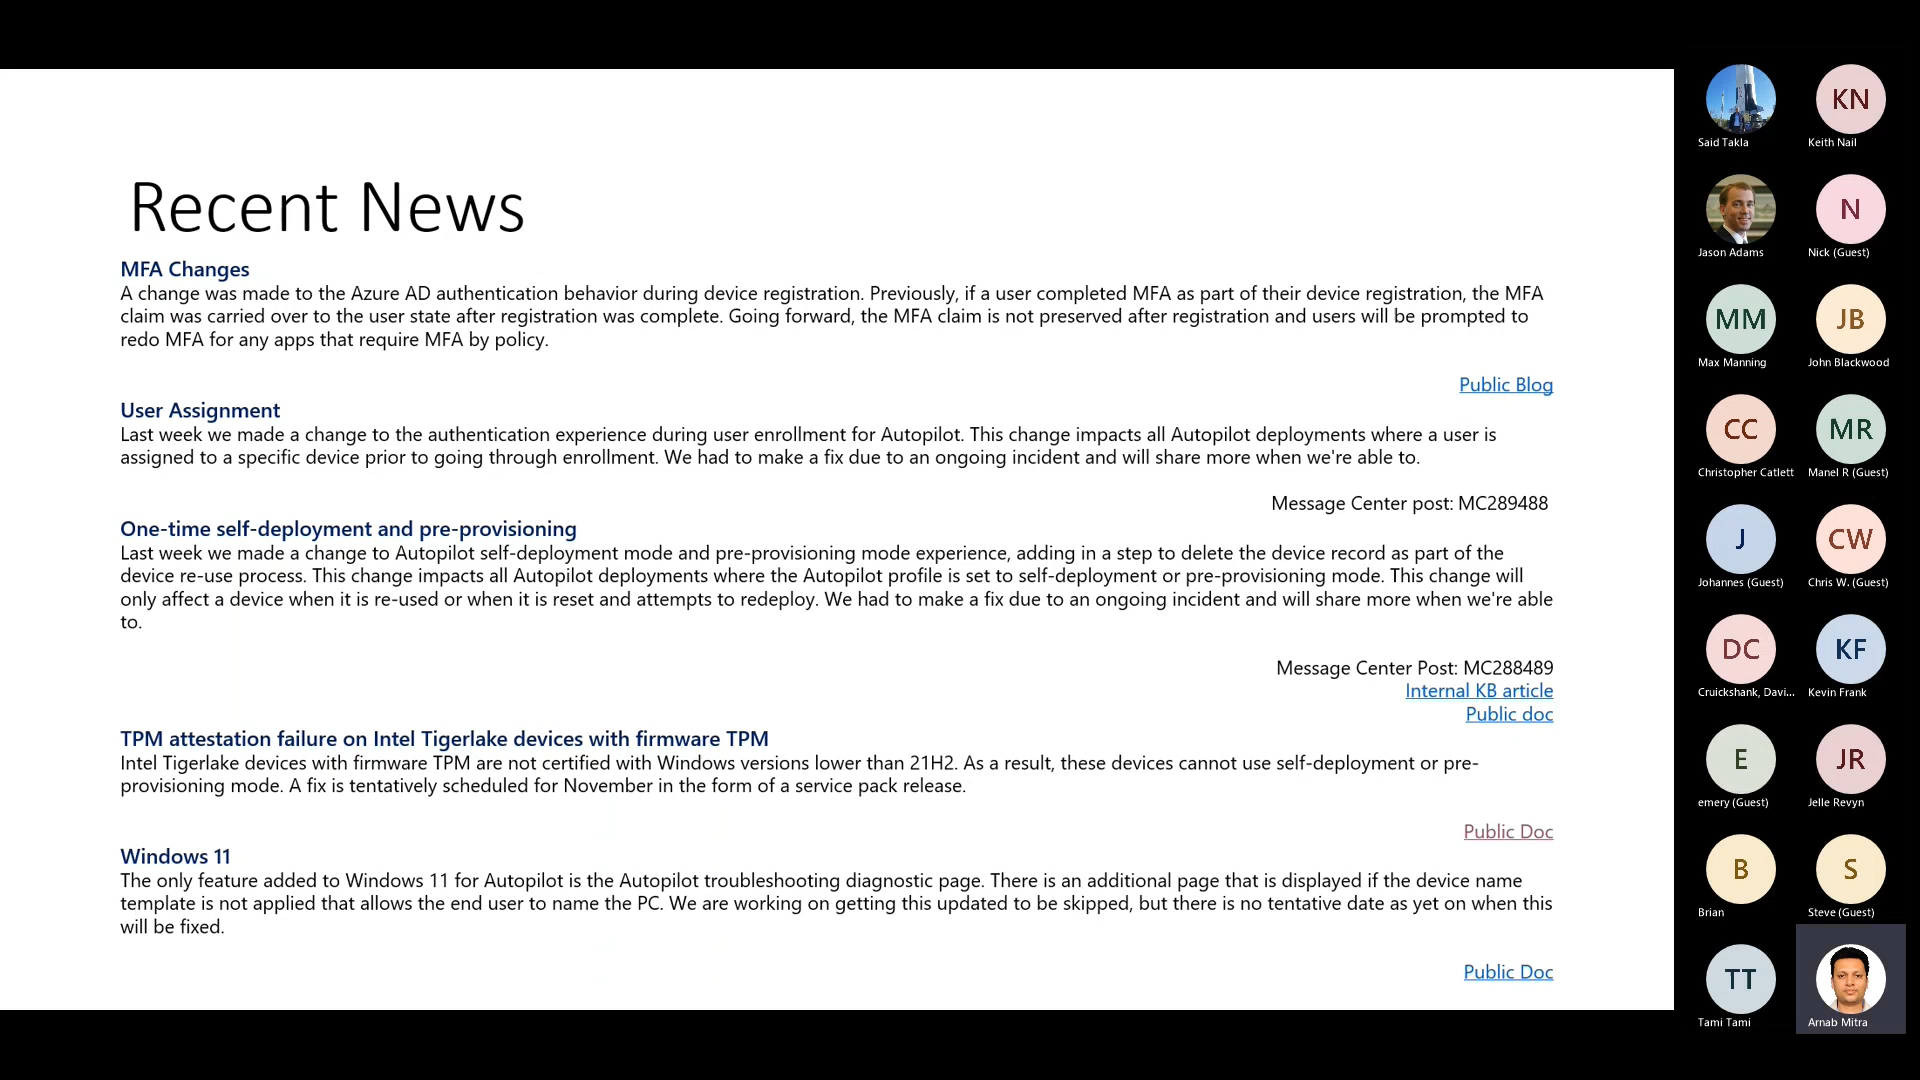 Recent News
MFA Changes
A change was made to the Azure AD authentication behavior during device registration. Previously, if a user completed MFA as part of their device registration, the MFA
claim was carried over to the user state after registration was complete. Going forward, the MFA claim is not preserved after registration and users will be prompted to
redo MFA for any apps that require MFA by policy.
Public Blog
User Assignment
Last week we made a change to the authentication experience during user enrollment for Autopilot. This change impacts all Autopilot deployments where a user is
assigned to a specific device prior to going through enrollment. We had to make a fix due to an ongoing incident and will share more when we're able to.
Message Center post: MC289488
One-time self-deployment and pre-provisioning
Last week we made a change to Autopilot self-deployment mode and pre-provisioning mode experience, adding in a step to delete the device record as part of the
device re-use process. This change impacts all Autopilot deployments where the Autopilot profile is set to self-deployment or pre-provisioning mode. This change will
only affect a device when it is re-used or when it is reset and attempts to redeploy. We had to make a fix due to an ongoing incident and will share more when we're able
to.
Message Center Post: MC288489
Internal KB article
Public doc
TPM attestation failure on Intel Tigerlake devices with firmware TPM
Intel Tigerlake devices with firmware TPM are not certified with Windows versions lower than 21H2. As a result, these devices cannot use self-deployment or pre-
provisioning mode. A fix is tentatively scheduled for November in the form of a service pack release.
Public Doc
Windows 11
The only feature added to Windows 11 for Autopilot is the Autopilot troubleshooting diagnostic page. There is an additional page that is displayed if the device name
template is not applied that allows the end user to name the PC. We are working on getting this updated to be skipped, but there is no tentative date as yet on when this
will be fixed.
Public Doc
KN
Said Takla
Keith Nail
N
Jason Adams
Nick (Guest)
MM
JB
Max Manning
John Blackwood
CC
MR
Christopher Catlett
Manel R (Guest)
J
CW
Johannes (Guest)
Chris W. (Guest)
DC
KF
Cruickshank, Davi...
Kevin Frank
E
JR
emery (Guest)
Jelle Revyn
B
S
Brian
Steve (Guest)
TT
Tami Tami
Arnab Mitra